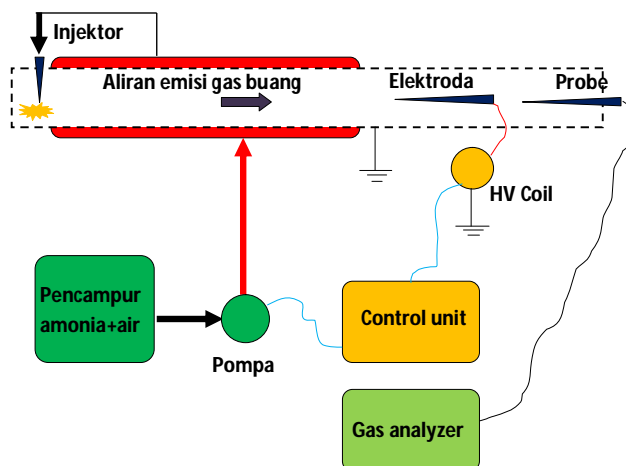 Injektor
Aliran emisi gas buang
Elektroda
Probe
HV Coil
Pencampur
amonia+air
Control unit
Pompa
Gas analyzer